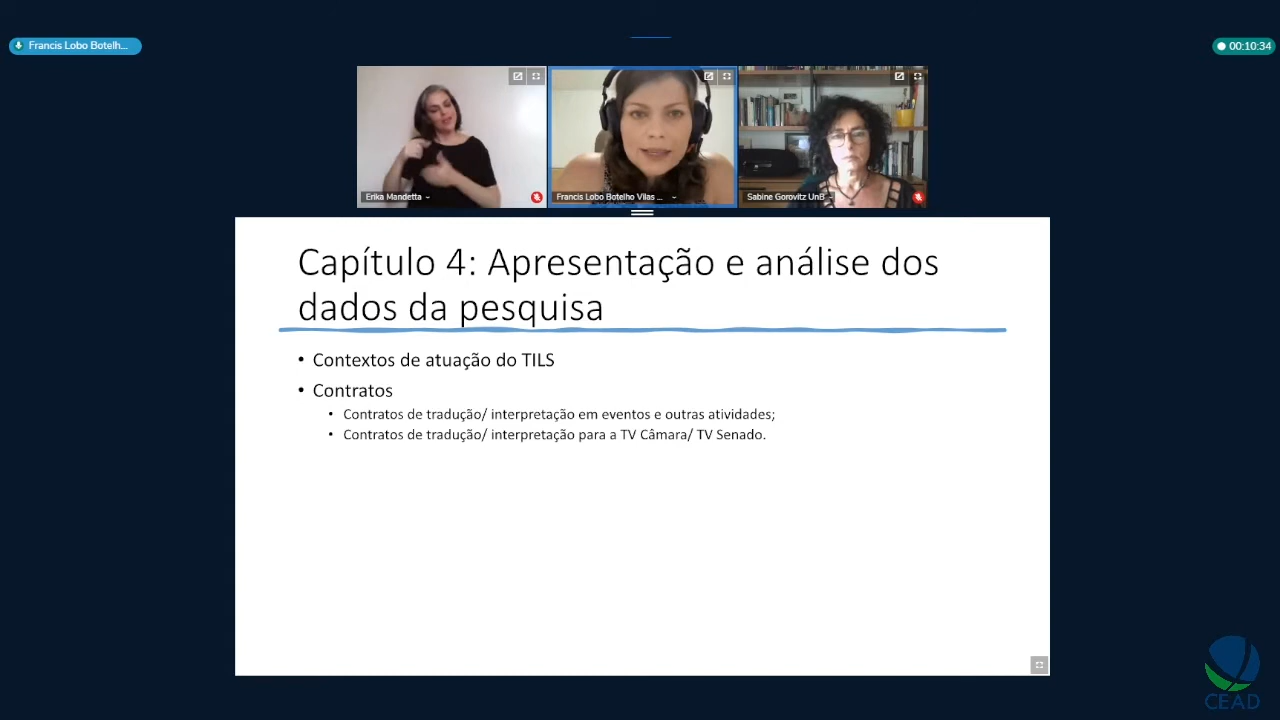 Francis Lobo Botelh...
00:10:34
Erika Mandetta
Francis Lobo Botelho Vilas ...
Sabine Gorovitz UnB
Capítulo 4: Apresentação e análise dos
dados da pesquisa
• Contextos de atuação do TILS
• Contratos
• Contratos de tradução/ interpretação em eventos e outras atividades;
• Contratos de tradução/ interpretação para a TV Câmara/ TV Senado.
CEAD